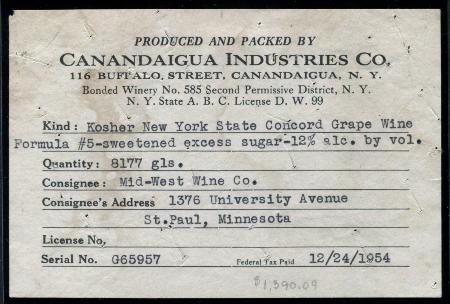 PRODUCED AND PACKED BY
CANANDAIGUA INDUSTRIES CO.
116 BUFFALO, STREET, CANANDAIGUA, N. Y.
Bonded Winery No. 585 Second Permissive District, N. Y.
N. Y. State A. B. C. License D. W. 99
Kind: Kosher New York State Concord Grape Wine
Formula #5-sweetened excess sugar-12% alc. by vol.
Quantity: 8177 gls.
Consignee: Mid-West Wine Co.
Consignee's Address 1376 University Avenue
St.Paul, Minnesota
License No.
Serial No. G65957 Federal Tax Paid 12/24/1954
$1,390.09